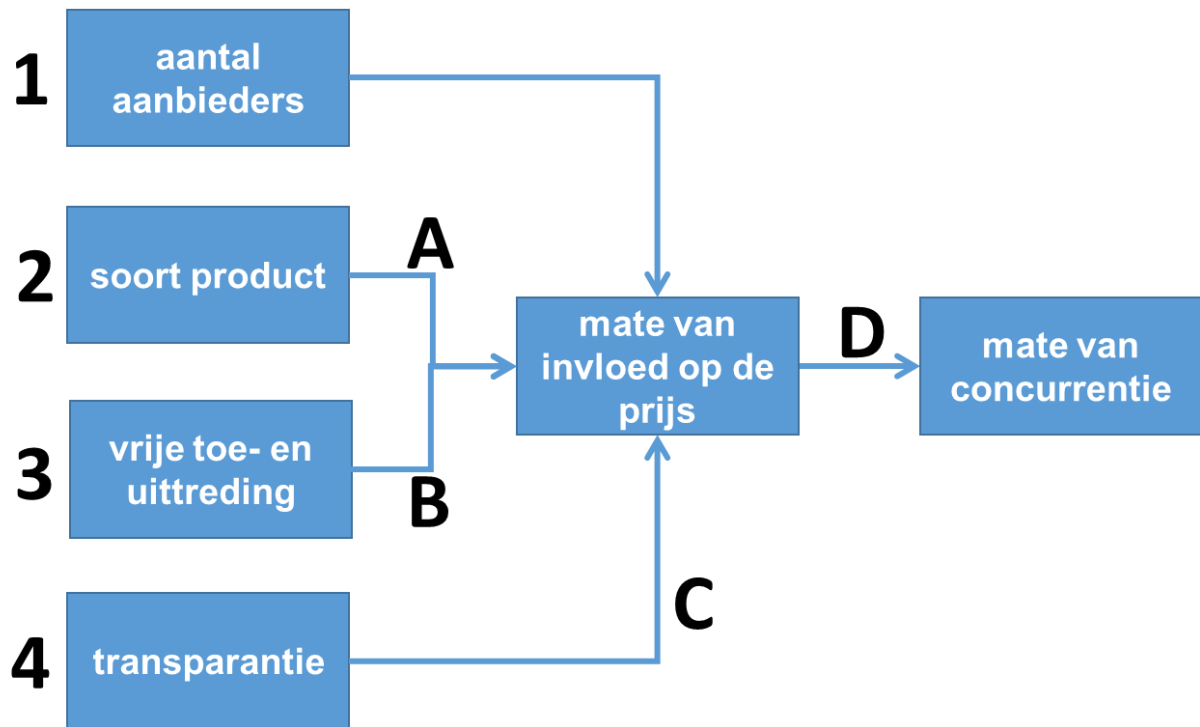 1
aantal
aanbieders
2
soort product
A
3
vrije toe- en
uittreding
B
4
transparantie
C
mate van
invloed op de
prijs
D
mate van
concurrentie